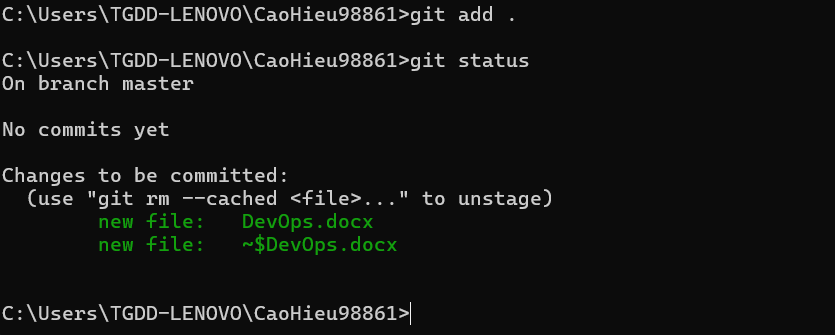 C:\Users\TGDD-LENOVO\CaoHieu98861>git add .
C:\Users\TGDD-LENOVO\CaoHieu98861>git status
On branch master
No commits yet
Changes to be committed:
  (use "git rm --cached <file>..." to unstage)
        new file:   DevOps.docx
        new file:   ~$DevOps.docx
C:\Users\TGDD-LENOVO\CaoHieu98861>